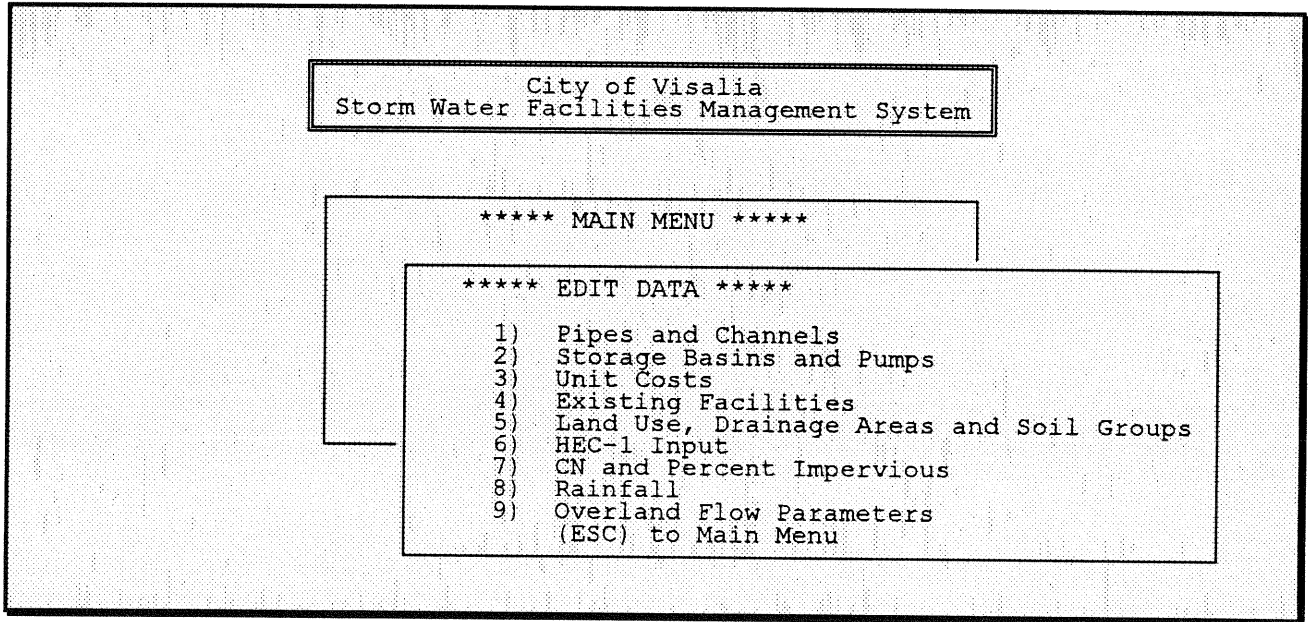 City of Visalia
Storm Water Facilities Management System
***** MAIN MENU *****
***** EDIT DATA *****
1) Pipes and Channels
2) Storage Basins and Pumps
3) Unit Costs
4) Existing Facilities
5) Land Use, Drainage Areas and Soil Groups
6) HEC-1 Input
7) CN and Percent Impervious
8) Rainfall
9) Overland Flow Parameters
(ESC) to Main Menu